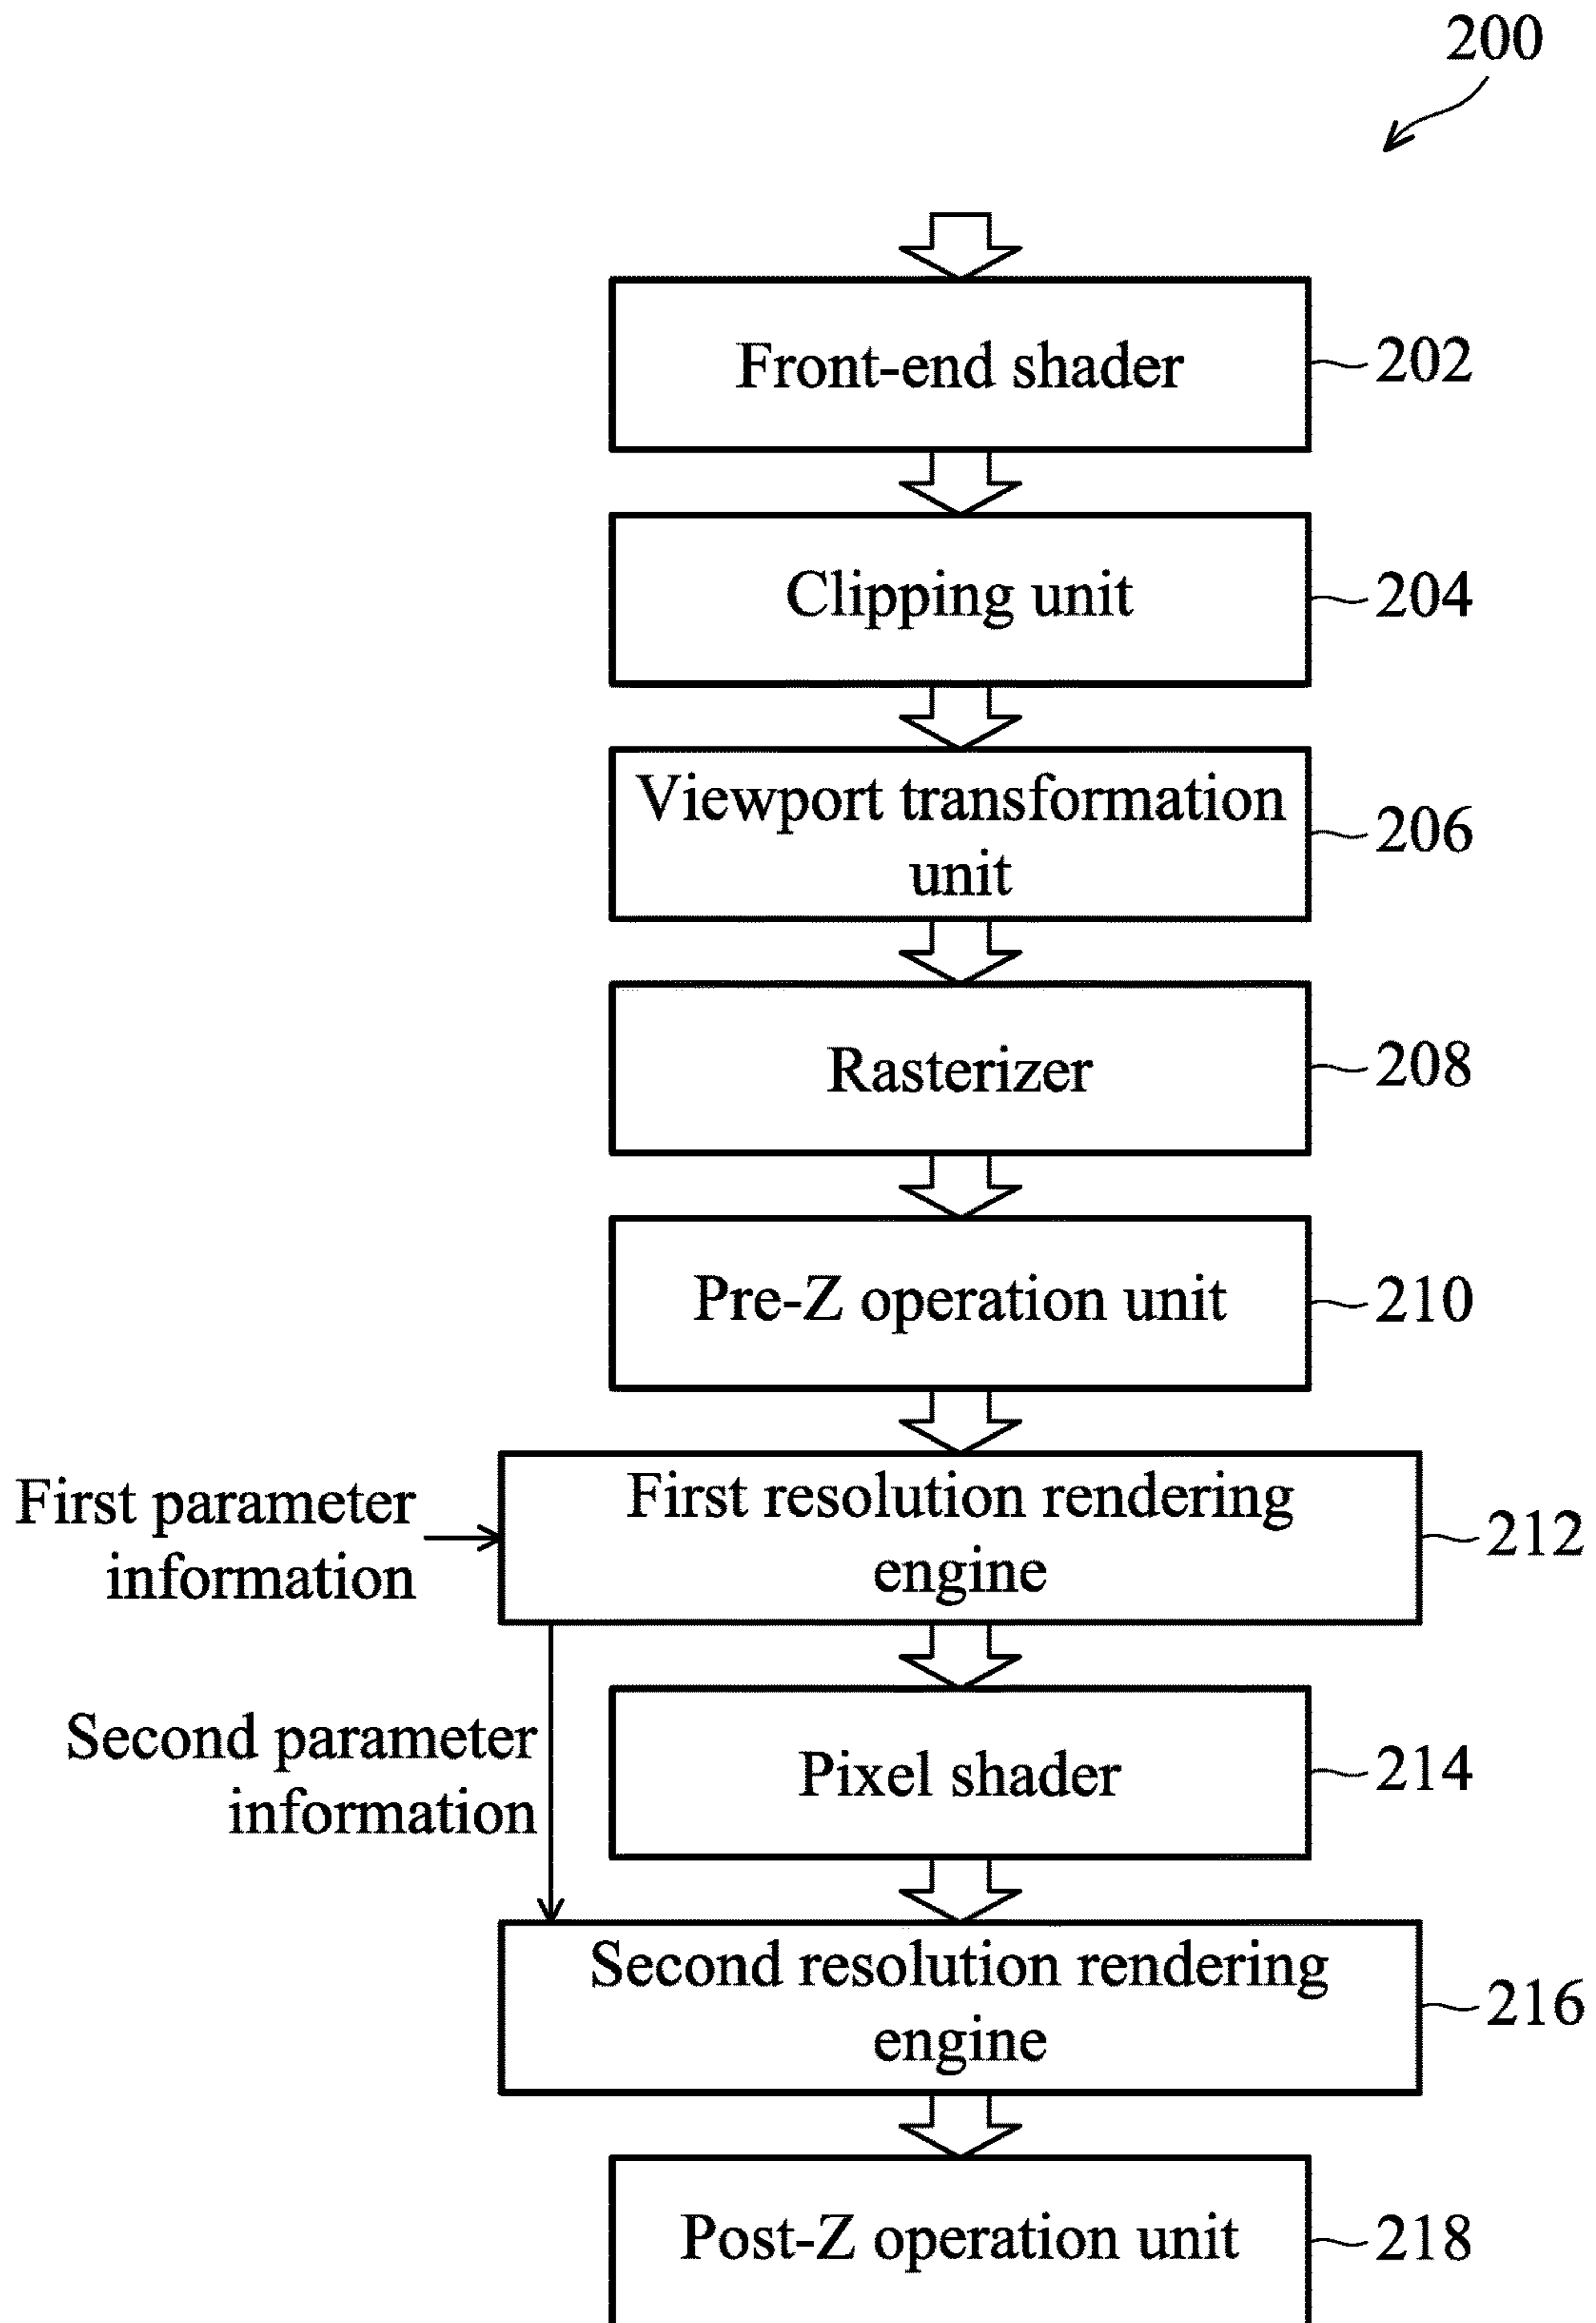 200
Front-end shader
202
Clipping unit
204
Viewport transformation
unit
206
Rasterizer
208
Pre-Z operation unit
210
First parameter
information
First resolution rendering
engine
212
Second parameter
information
Pixel shader
214
Second resolution rendering
engine
216
Post-Z operation unit
218